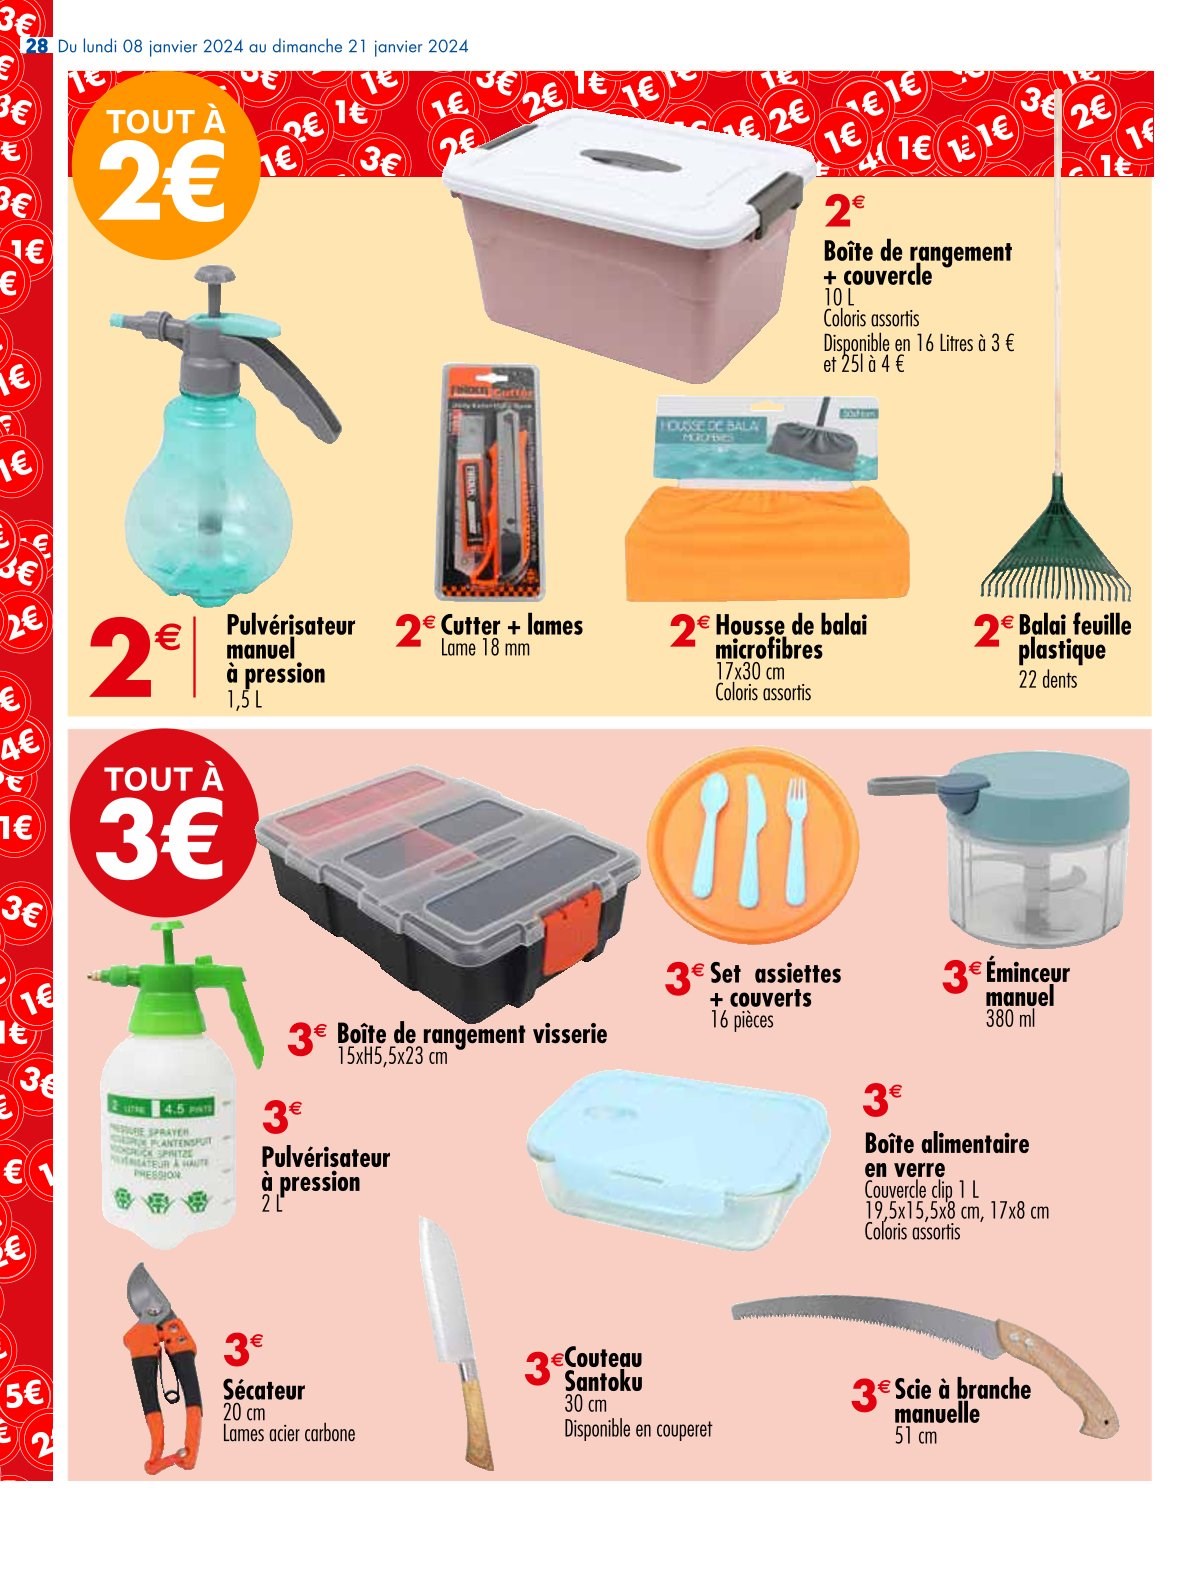 28 Du lundi 08 janvier 2024 au dimanche 21 janvier 2024
TOUT À
2€
2€
Boîte de rangement
+ couvercle
10 L
Coloris assortis
Disponible en 16 Litres à 3 €
et 25l à 4 €
HOUSSE DE BALAI
MICROFIBRES
2€
Pulvérisateur
manuel
à pression
1,5 L
2€ Cutter + lames
Lame 18 mm
2€ Housse de balai
microfibres
17x30 cm
Coloris assortis
2€ Balai feuille
plastique
22 dents
TOUT À
3€
3€ Boîte de rangement visserie
15xH5,5x23 cm
3€ Set assiettes
+ couverts
16 pièces
3€ Éminceur
manuel
380 ml
2 LITRE 4.5 PINTS
PRESSURE SPRAYER
HOGEDRUK PLANTENSPUIT
HOCHDRUCK SPRITZE
PULVÉRISATEUR À HAUTE
PRESSION
3€
Pulvérisateur
à pression
2 L
3€
Boîte alimentaire
en verre
Couvercle clip 1 L
19,5x15,5x8 cm, 17x8 cm
Coloris assortis
3€
Sécateur
20 cm
Lames acier carbone
3€ Couteau
Santoku
30 cm
Disponible en couperet
3€ Scie à branche
manuelle
51 cm